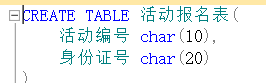 CREATE TABLE 活动报名表(
活动编号 char(10),
身份证号 char(20)
)